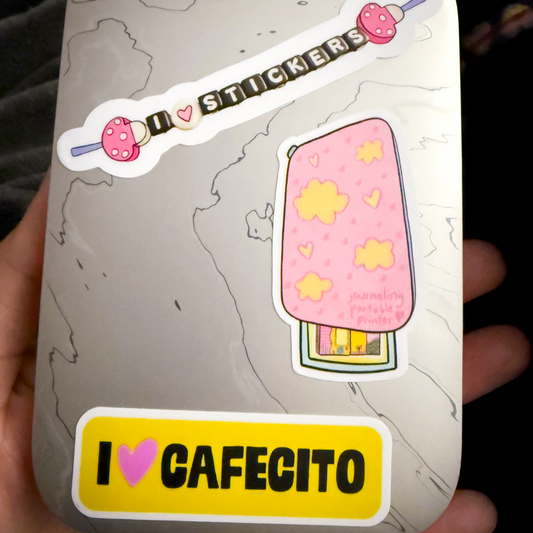 I ♥ STICKERS
journaling
portable
printer ♥
I ♥ CAFECITO